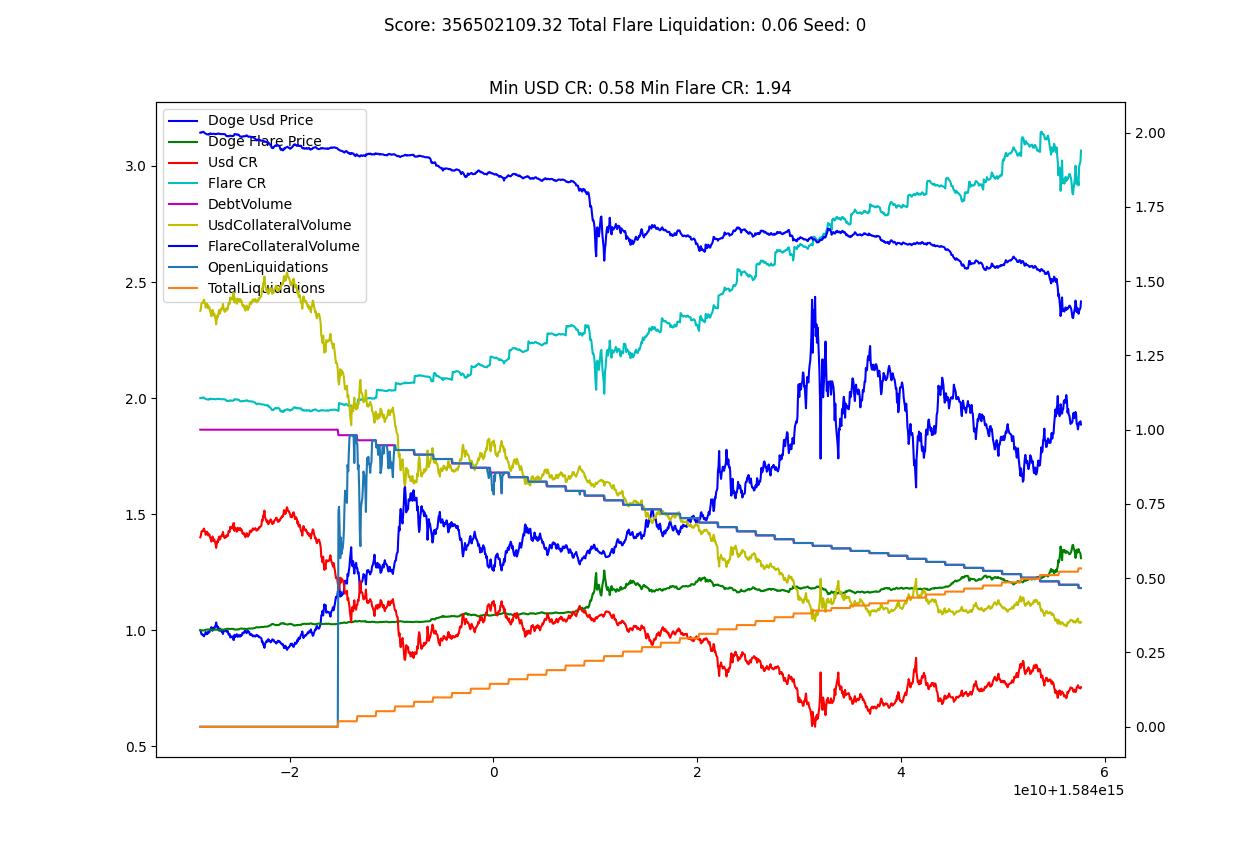 Score: 356502109.32 Total Flare Liquidation: 0.06 Seed: 0
Min USD CR: 0.58 Min Flare CR: 1.94
Doge Usd Price
Doge Flare Price
Usd CR
Flare CR
DebtVolume
UsdCollateralVolume
FlareCollateralVolume
OpenLiquidations
TotalLiquidations
3.0
2.5
2.0
1.5
1.0
0.5
2.00
1.75
1.50
1.25
1.00
0.75
0.50
0.25
0.00
−2
0
2
4
6
1e10+1.584e15